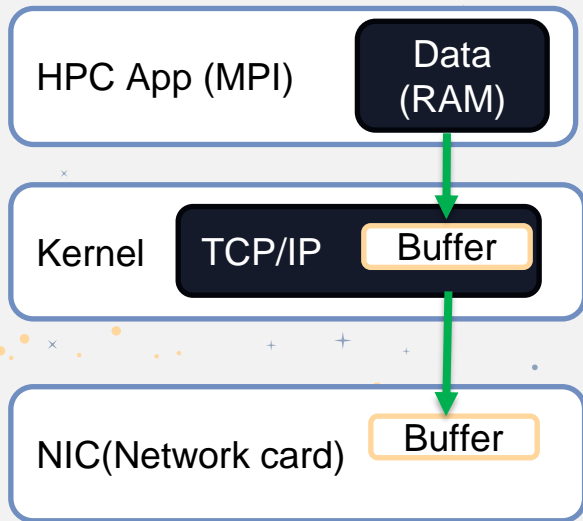 HPC App (MPI)
Data
(RAM)
Kernel
TCP/IP
Buffer
NIC(Network card)
Buffer